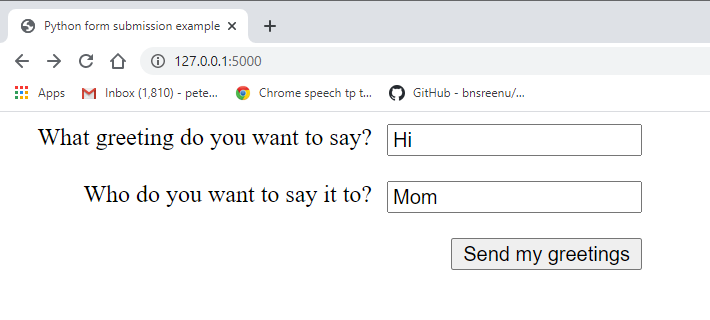 Python form submission example
127.0.0.1:5000
Apps Inbox (1,810) - pete... Chrome speech tp t... GitHub - bnsreenu/...
What greeting do you want to say? Hi
Who do you want to say it to? Mom
Send my greetings